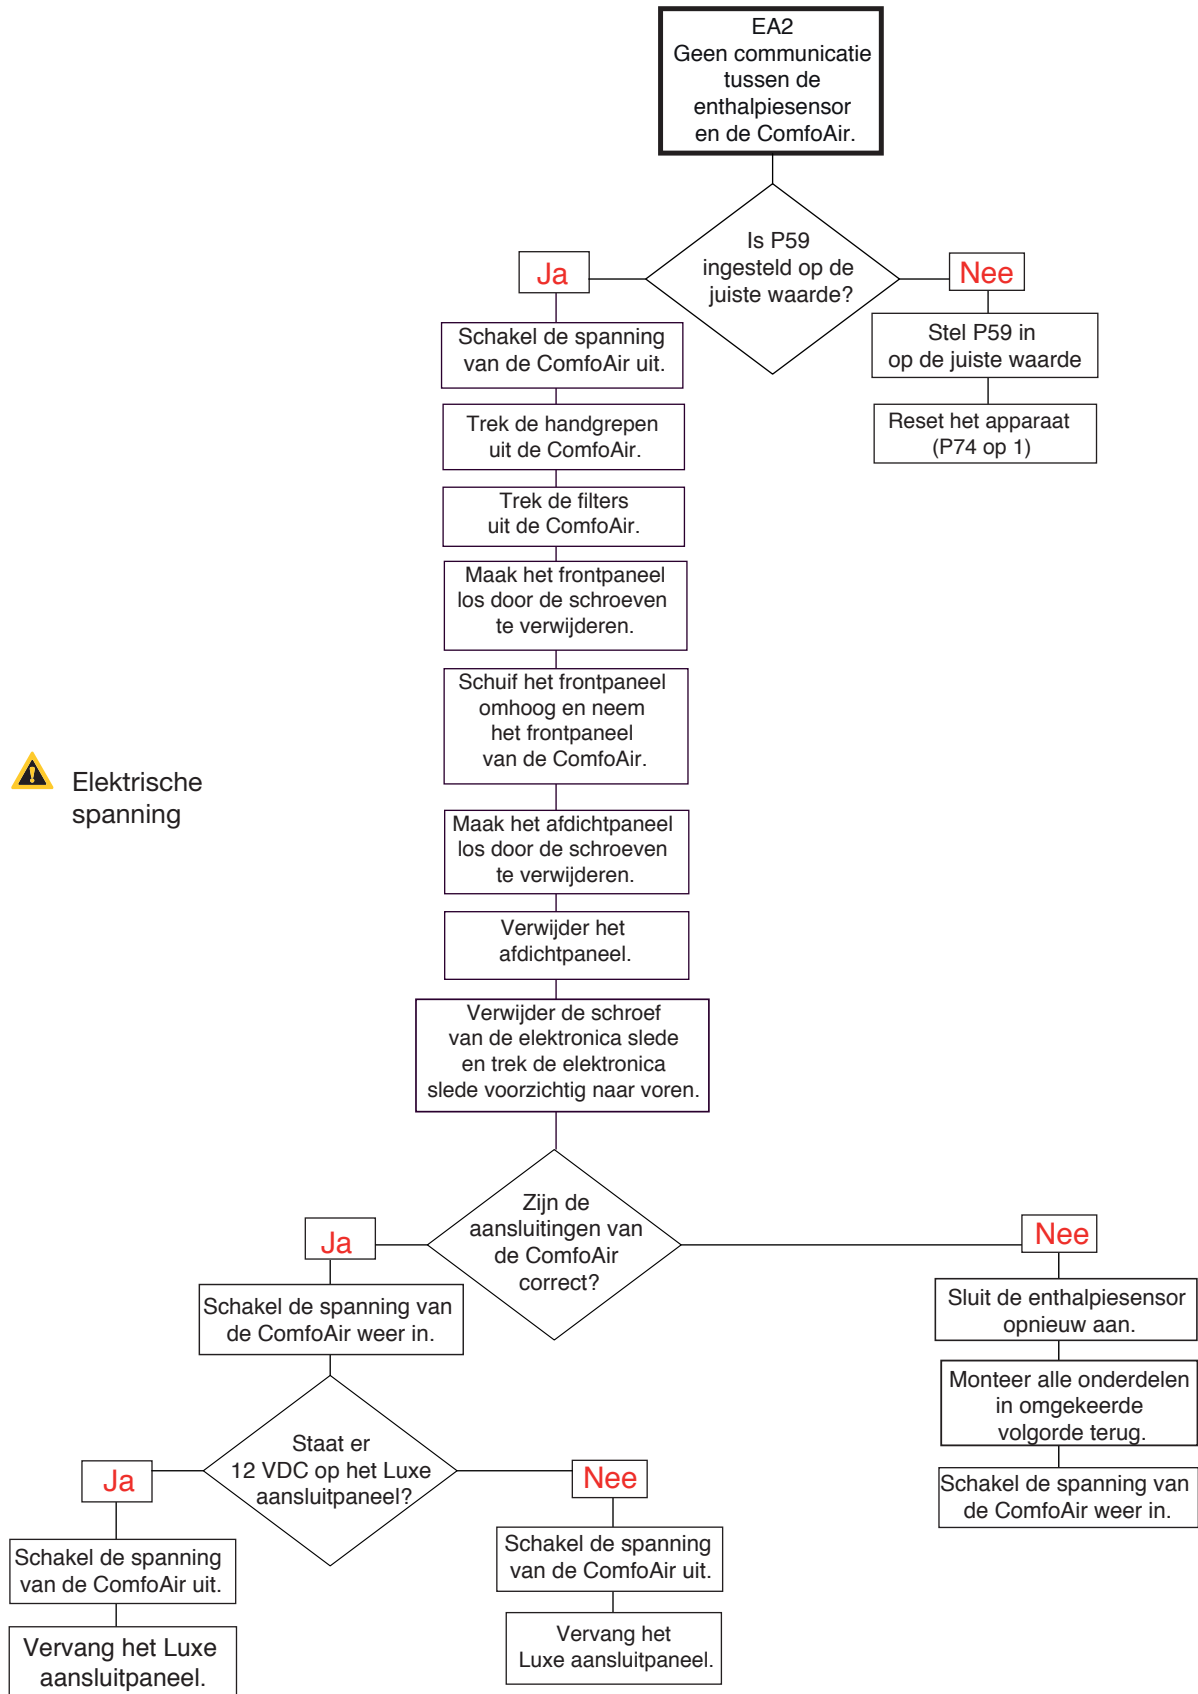 EA2
Geen communicatie
tussen de
enthalpiesensor
en de ComfoAir.
Is P59
ingesteld op de
juiste waarde?
Ja
Nee
Schakel de spanning
van de ComfoAir uit.
Stel P59 in
op de juiste waarde
Trek de handgrepen
uit de ComfoAir.
Reset het apparaat
(P74 op 1)
Trek de filters
uit de ComfoAir.
Maak het frontpaneel
los door de schroeven
te verwijderen.
Schuif het frontpaneel
omhoog en neem
het frontpaneel
van de ComfoAir.
Elektrische
spanning
Maak het afdichtpaneel
los door de schroeven
te verwijderen.
Verwijder het
afdichtpaneel.
Verwijder de schroef
van de elektronica slede
en trek de elektronica
slede voorzichtig naar voren.
Zijn de
aansluitingen van
de ComfoAir
correct?
Ja
Nee
Schakel de spanning van
de ComfoAir weer in.
Sluit de enthalpiesensor
opnieuw aan.
Monteer alle onderdelen
in omgekeerde
volgorde terug.
Schakel de spanning van
de ComfoAir weer in.
Staat er
12 VDC op het Luxe
aansluitpaneel?
Ja
Nee
Schakel de spanning
van de ComfoAir uit.
Vervang het Luxe
aansluitpaneel.
Schakel de spanning
van de ComfoAir uit.
Vervang het
Luxe aansluitpaneel.